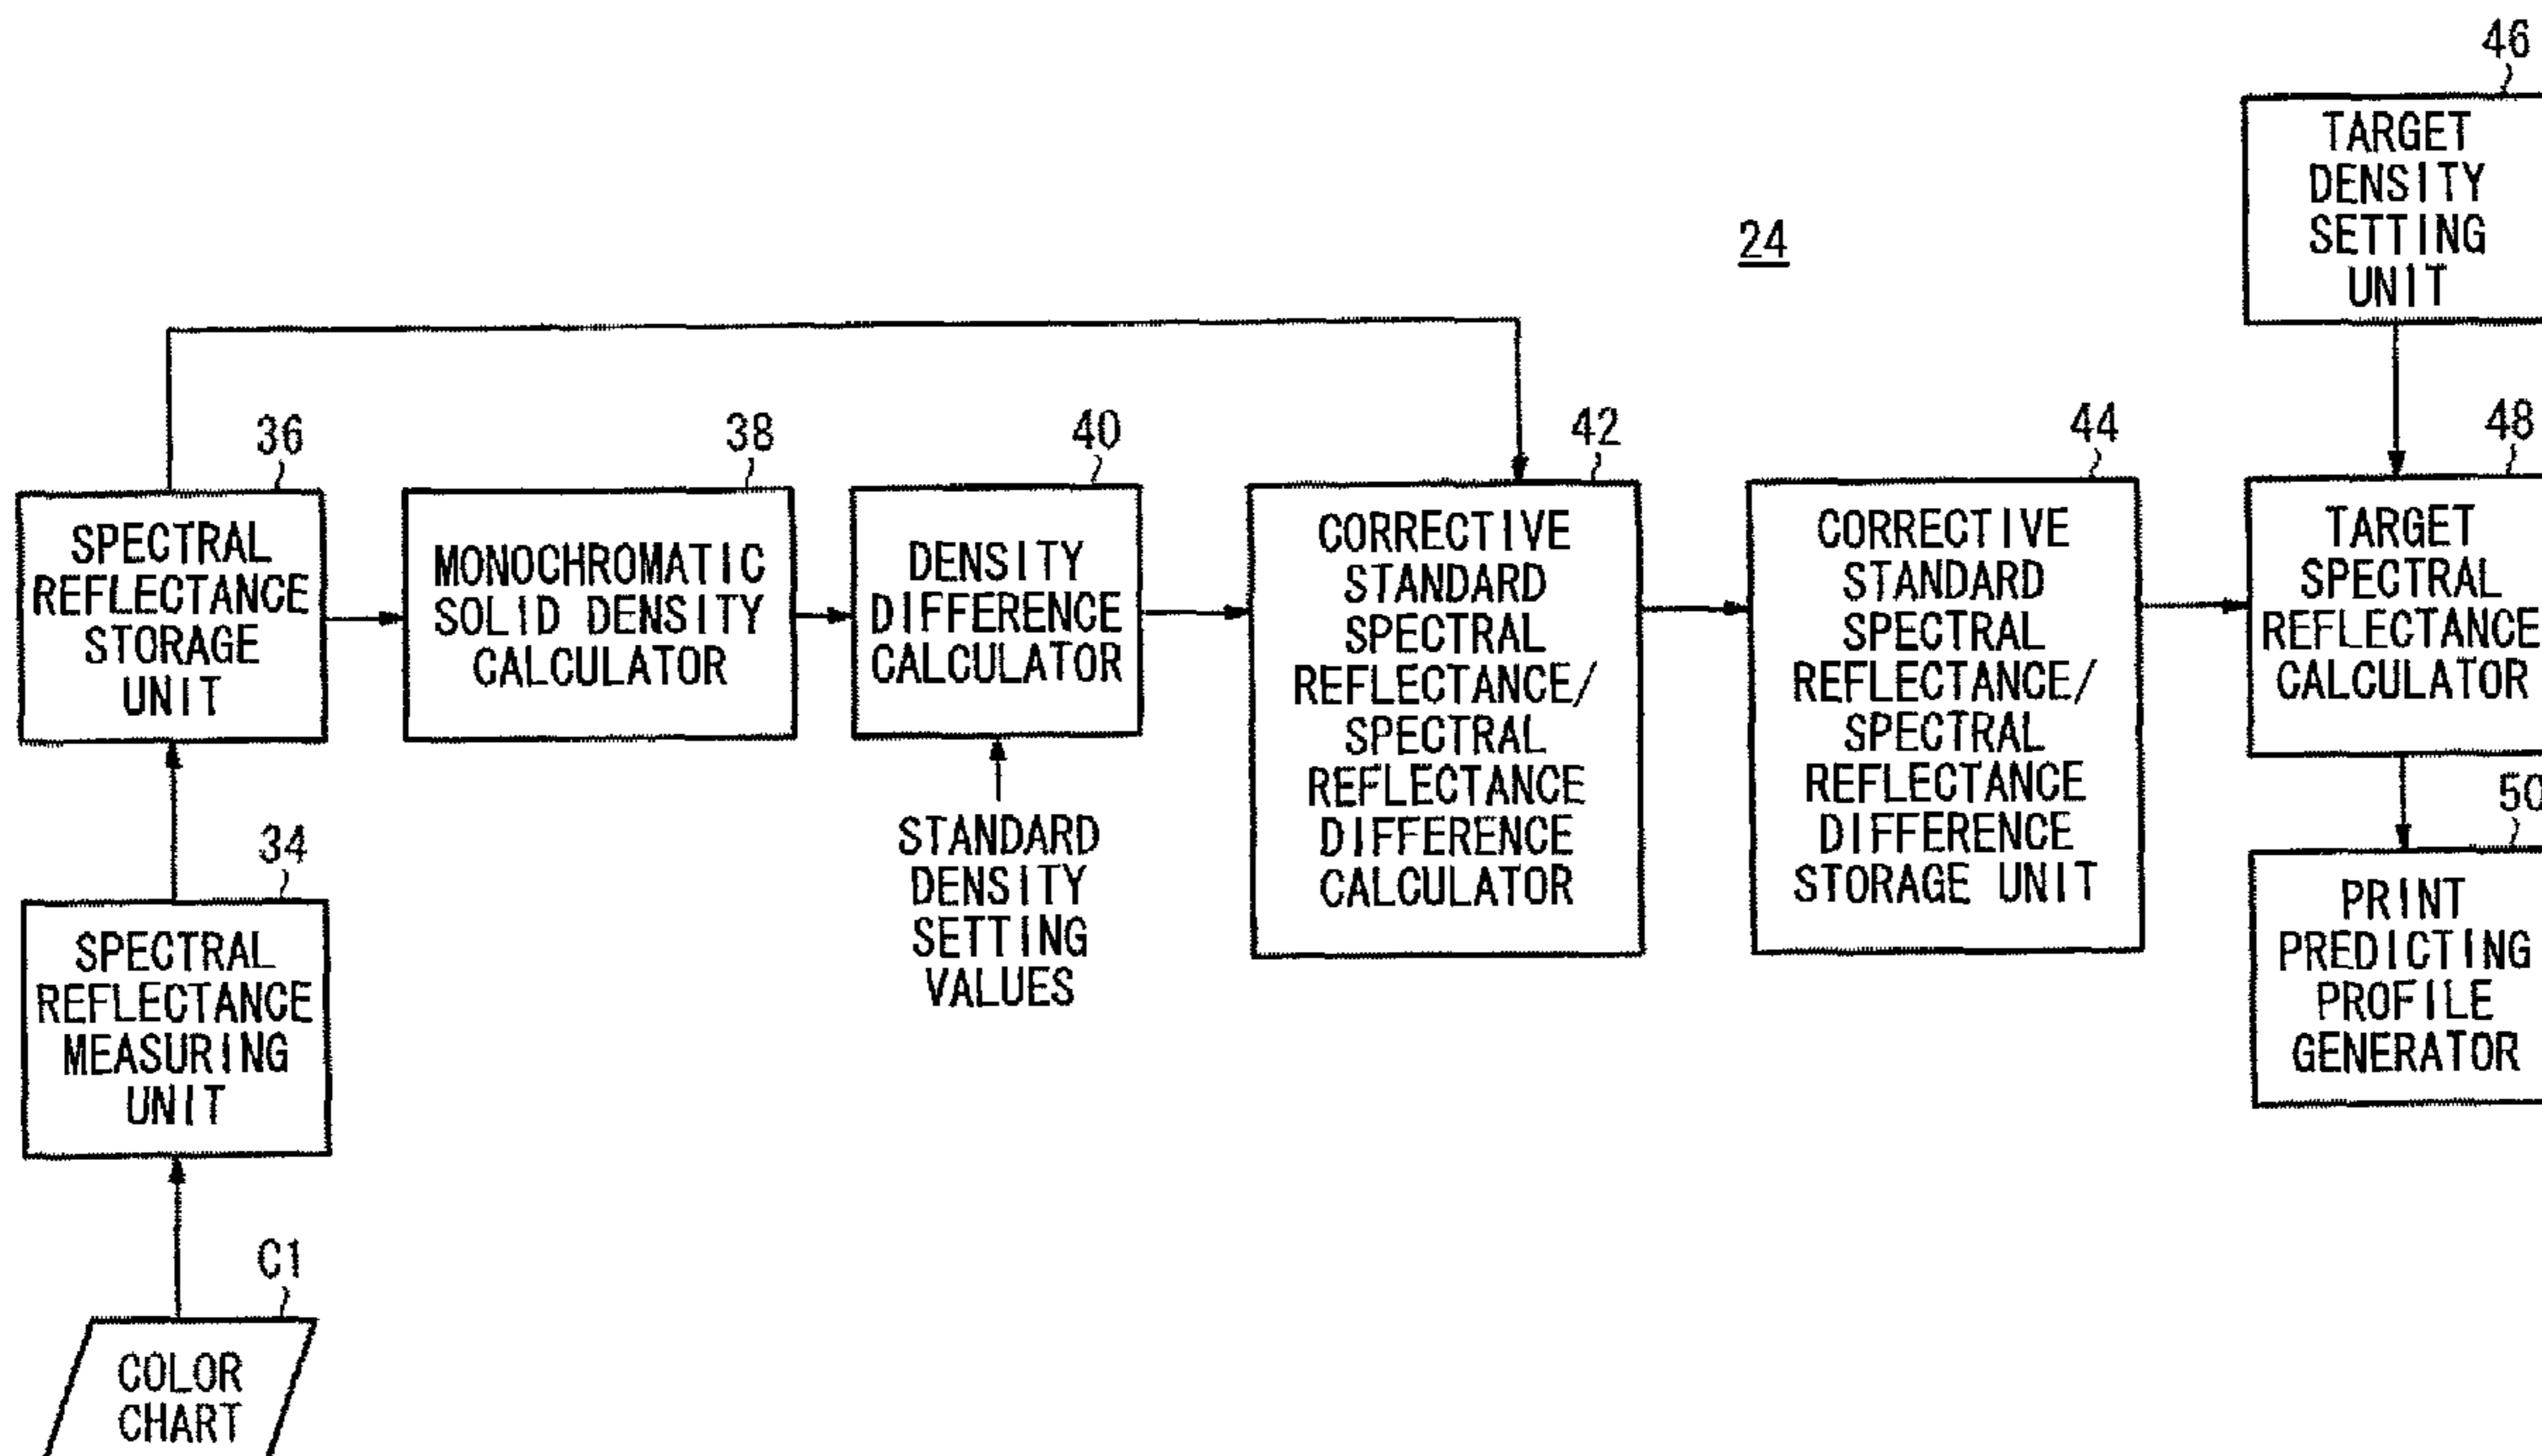 46
TARGET
DENSITY
SETTING
UNIT
24
36
SPECTRAL
REFLECTANCE
STORAGE
UNIT
38
MONOCHROMATIC
SOLID DENSITY
CALCULATOR
40
DENSITY
DIFFERENCE
CALCULATOR
STANDARD
DENSITY
SETTING
VALUES
42
CORRECTIVE
STANDARD
SPECTRAL
REFLECTANCE/
SPECTRAL
REFLECTANCE
DIFFERENCE
CALCULATOR
44
CORRECTIVE
STANDARD
SPECTRAL
REFLECTANCE/
SPECTRAL
REFLECTANCE
DIFFERENCE
STORAGE UNIT
48
TARGET
SPECTRAL
REFLECTANCE
CALCULATOR
50
PRINT
PREDICTING
PROFILE
GENERATOR
34
SPECTRAL
REFLECTANCE
MEASURING
UNIT
C1
COLOR
CHART